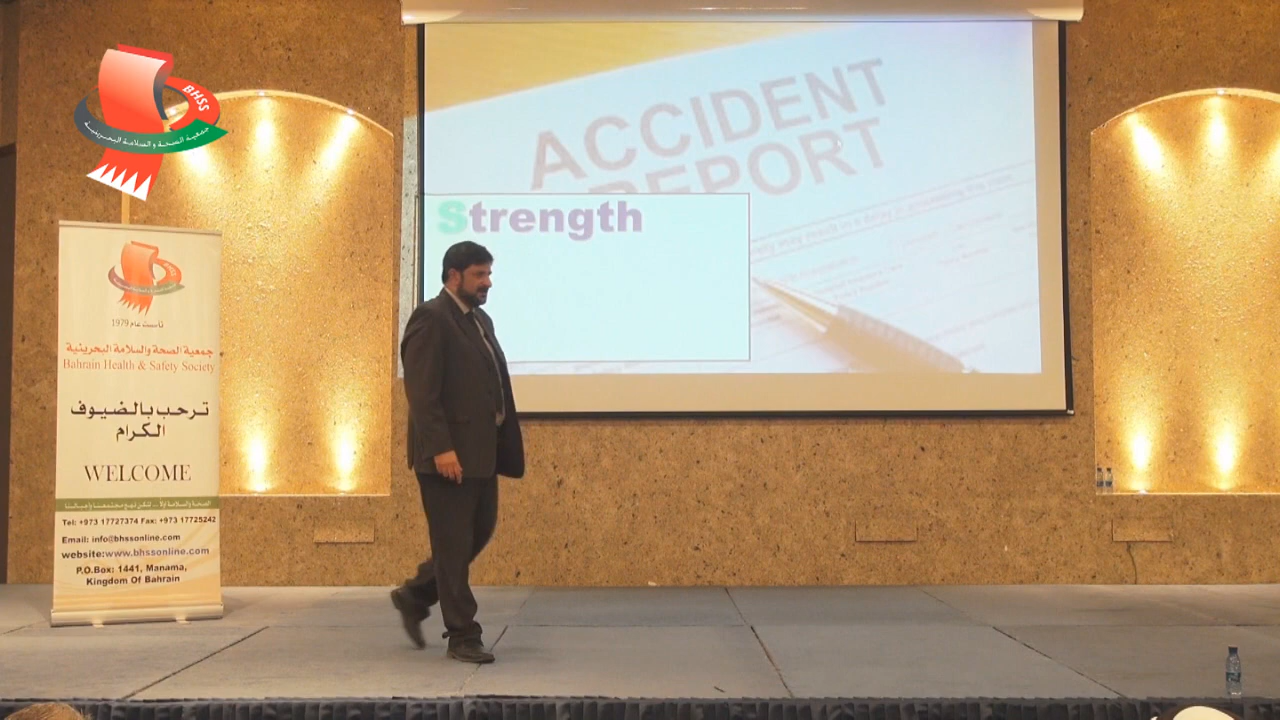 BHSS
جمعية الصحة والسلامة البحرينية
ACCIDENT
REPORT
Strength
تأسست عام 1979
جمعية الصحة والسلامة البحرينية
Bahrain Health & Safety Society
ترحب بالضيوف
الكرام
WELCOME
Tel: +973 17727374 Fax: +973 17725242
Email: info@bhssonline.com
website:www.bhssonline.com
P.O.Box: 1441, Manama,
Kingdom Of Bahrain